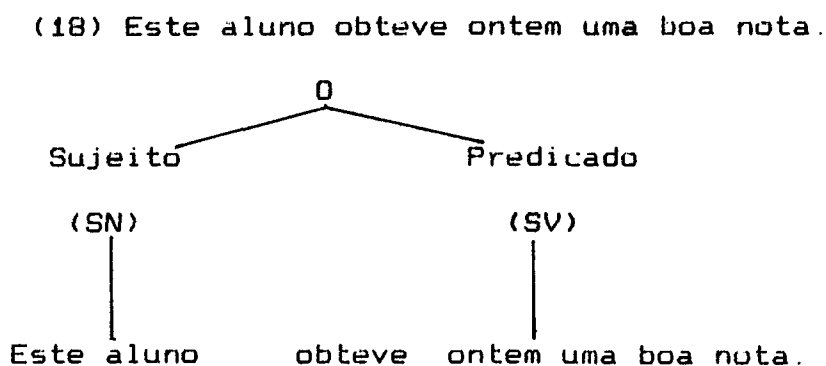 (18) Este aluno obteve ontem uma boa nota.
O
Sujeito Predicado
(SN) (SV)
Este aluno obteve ontem uma boa nota.